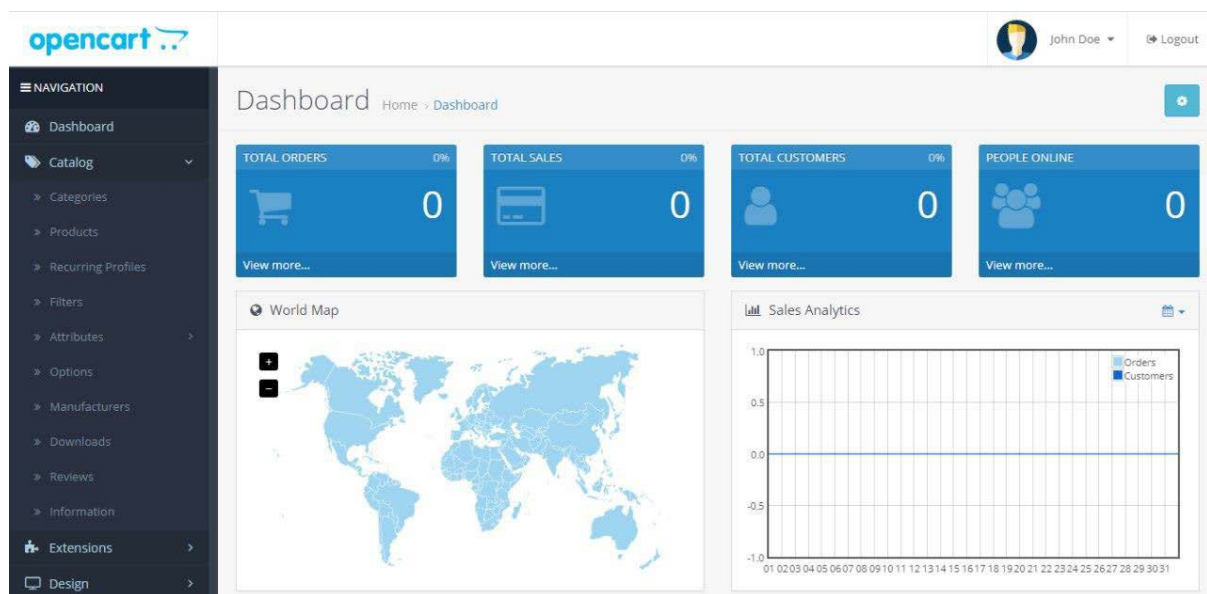 opencart
John Doe
Logout
NAVIGATION
Dashboard
Catalog
Categories
Products
Recurring Profiles
Filters
Attributes
Options
Manufacturers
Downloads
Reviews
Information
Extensions
Design
Dashboard Home › Dashboard
TOTAL ORDERS 0%
0
View more...
TOTAL SALES 0%
0
View more...
TOTAL CUSTOMERS 0%
0
View more...
PEOPLE ONLINE
0
View more...
World Map
+
-
Sales Analytics
Orders
Customers
1.0
0.5
0.0
-0.5
-1.0
01 02 03 04 05 06 07 08 09 10 11 12 13 14 15 16 17 18 19 20 21 22 23 24 25 26 27 28 29 30 31